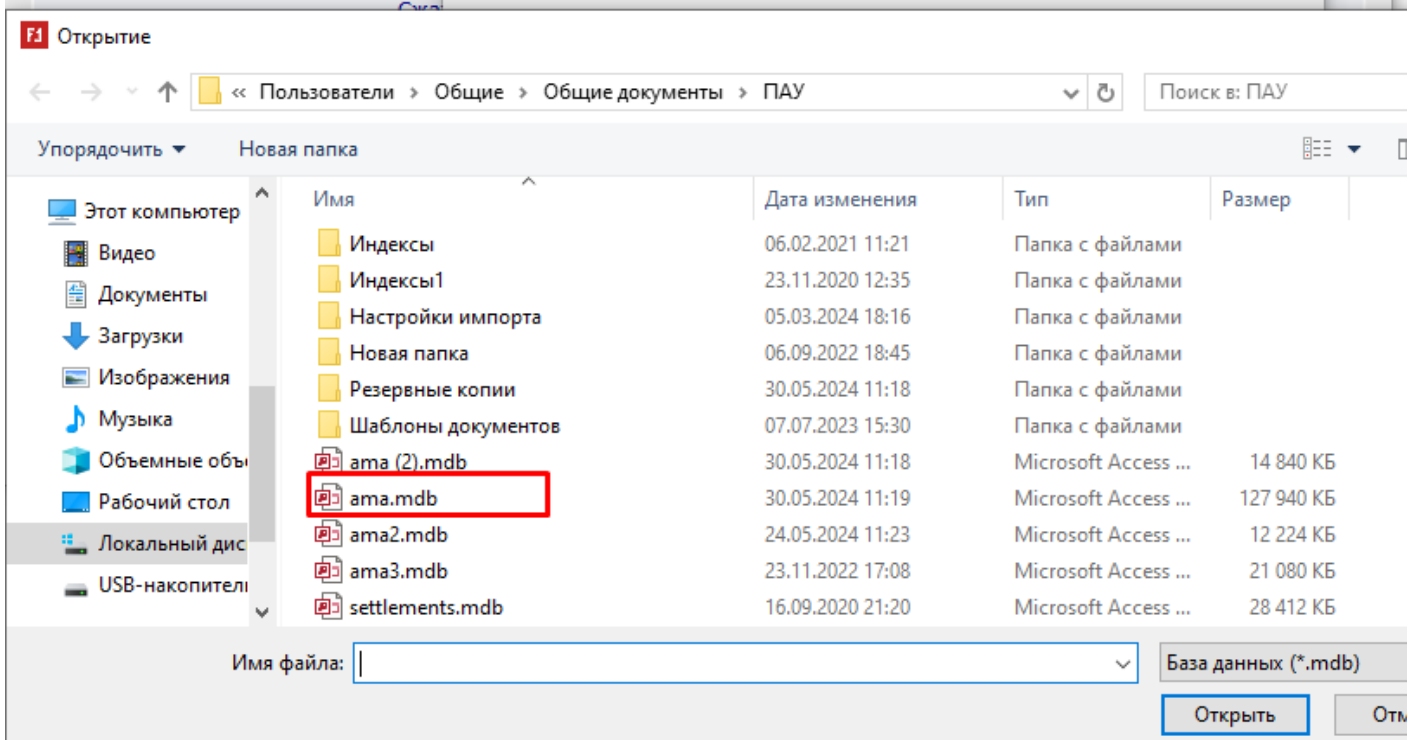 Открытие
« Пользователи › Общие › Общие документы › ПАУ
Поиск в: ПАУ
Упорядочить
Новая папка
Имя Дата изменения Тип Размер
Этот компьютер
Видео
Документы
Загрузки
Изображения
Музыка
Объемные объ
Рабочий стол
Локальный дис
USB-накопител
Индексы 06.02.2021 11:21 Папка с файлами
Индексы1 23.11.2020 12:35 Папка с файлами
Настройки импорта 05.03.2024 18:16 Папка с файлами
Новая папка 06.09.2022 18:45 Папка с файлами
Резервные копии 30.05.2024 11:18 Папка с файлами
Шаблоны документов 07.07.2023 15:30 Папка с файлами
ama (2).mdb 30.05.2024 11:18 Microsoft Access ... 14 840 КБ
ama.mdb 30.05.2024 11:19 Microsoft Access ... 127 940 КБ
ama2.mdb 24.05.2024 11:23 Microsoft Access ... 12 224 КБ
ama3.mdb 23.11.2022 17:08 Microsoft Access ... 21 080 КБ
settlements.mdb 16.09.2020 21:20 Microsoft Access ... 28 412 КБ
Имя файла:
База данных (*.mdb)
Открыть
Отм